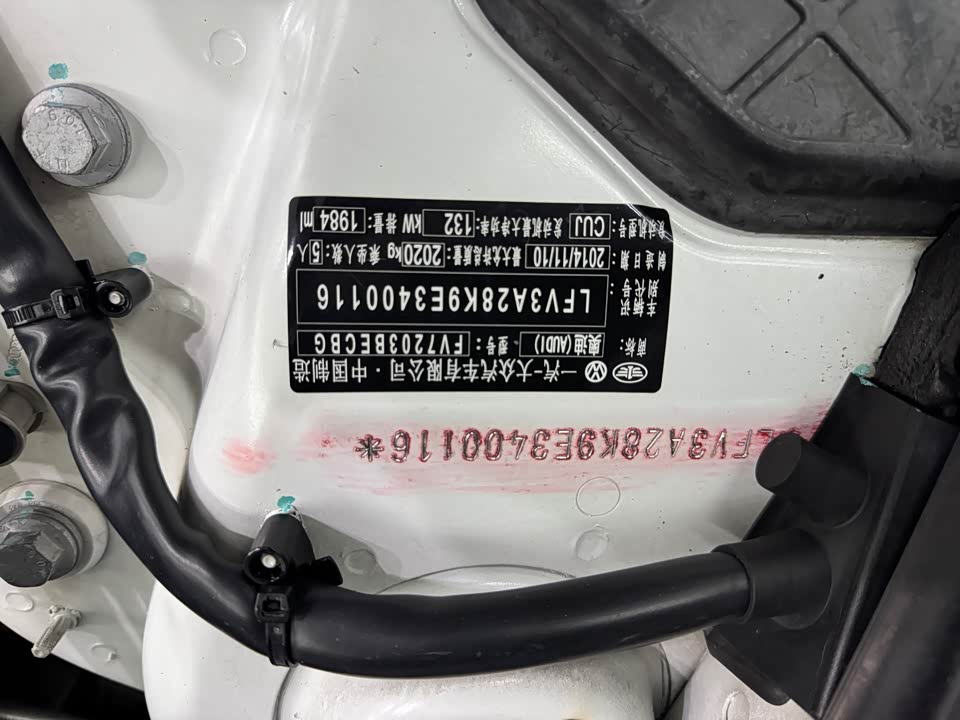 一汽-大众汽车有限公司·中国制造
商标：奥迪(AUDI) 型号：FV7203BECBG
车辆识别代号：LFV3A28K9E3400116
制造日期：2014/11/10 最大允许总质量：2020kg 乘坐人数：5人
发动机型号：CUJ 发动机最大净功率：132 kW 排量：1984 ml
LFV3A28K9E3400116*